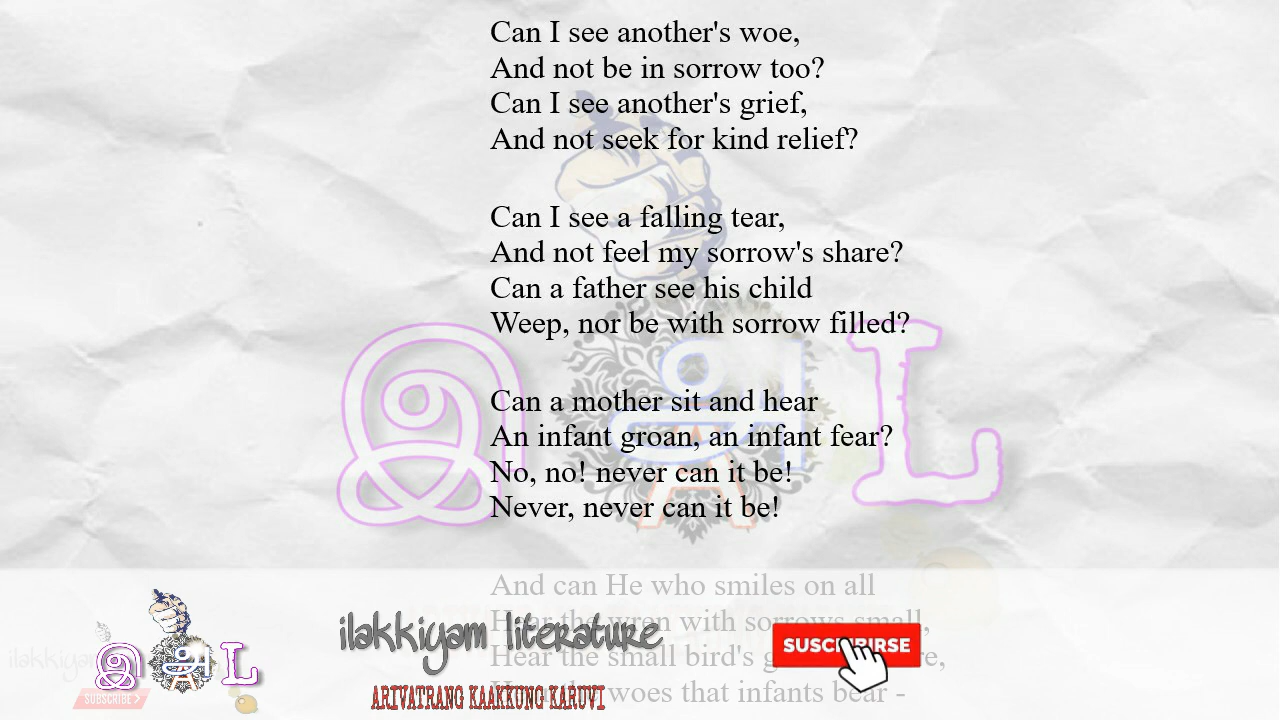 Can I see another's woe,
And not be in sorrow too?
Can I see another's grief,
And not seek for kind relief?
Can I see a falling tear,
And not feel my sorrow's share?
Can a father see his child
Weep, nor be with sorrow filled?
Can a mother sit and hear
An infant groan, an infant fear?
No, no! never can it be!
Never, never can it be!
இ அ L
And can He who smiles on all
Hear the wren with sorrows small,
Hear the small bird's
woes that infants bear -
இ அ L
SUBSCRIBE >
ilakkiyam literature
ARIVATRANG KAAKKUNG KARUVI
SUSCRIBIRSE